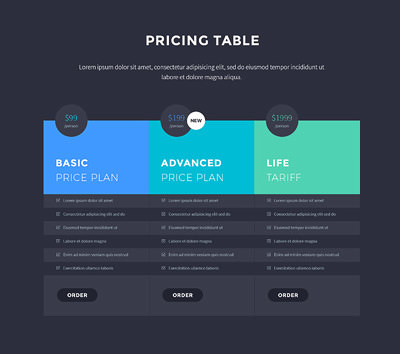 PRICING TABLE
Lorem ipsum dolor sit amet, consectetur adipisicing elit, sed do eiusmod tempor incididunt ut
labore et dolore magna aliqua.
$99
/person
$199
/person
NEW
$1999
/person
BASIC
PRICE PLAN
ADVANCED
PRICE PLAN
LIFE
TARIFF
Lorem ipsum dolor sit amet
Lorem ipsum dolor sit amet
Lorem ipsum dolor sit amet
Consectetur adipisicing elit sed do
Consectetur adipisicing elit sed do
Consectetur adipisicing elit sed do
Eiusmod tempor incididunt ut
Eiusmod tempor incididunt ut
Eiusmod tempor incididunt ut
Labore et dolore magna
Labore et dolore magna
Labore et dolore magna
Enim ad minim veniam quis nostrud
Enim ad minim veniam quis nostrud
Enim ad minim veniam quis nostrud
Exercitation ullamco laboris
Exercitation ullamco laboris
Exercitation ullamco laboris
ORDER
ORDER
ORDER